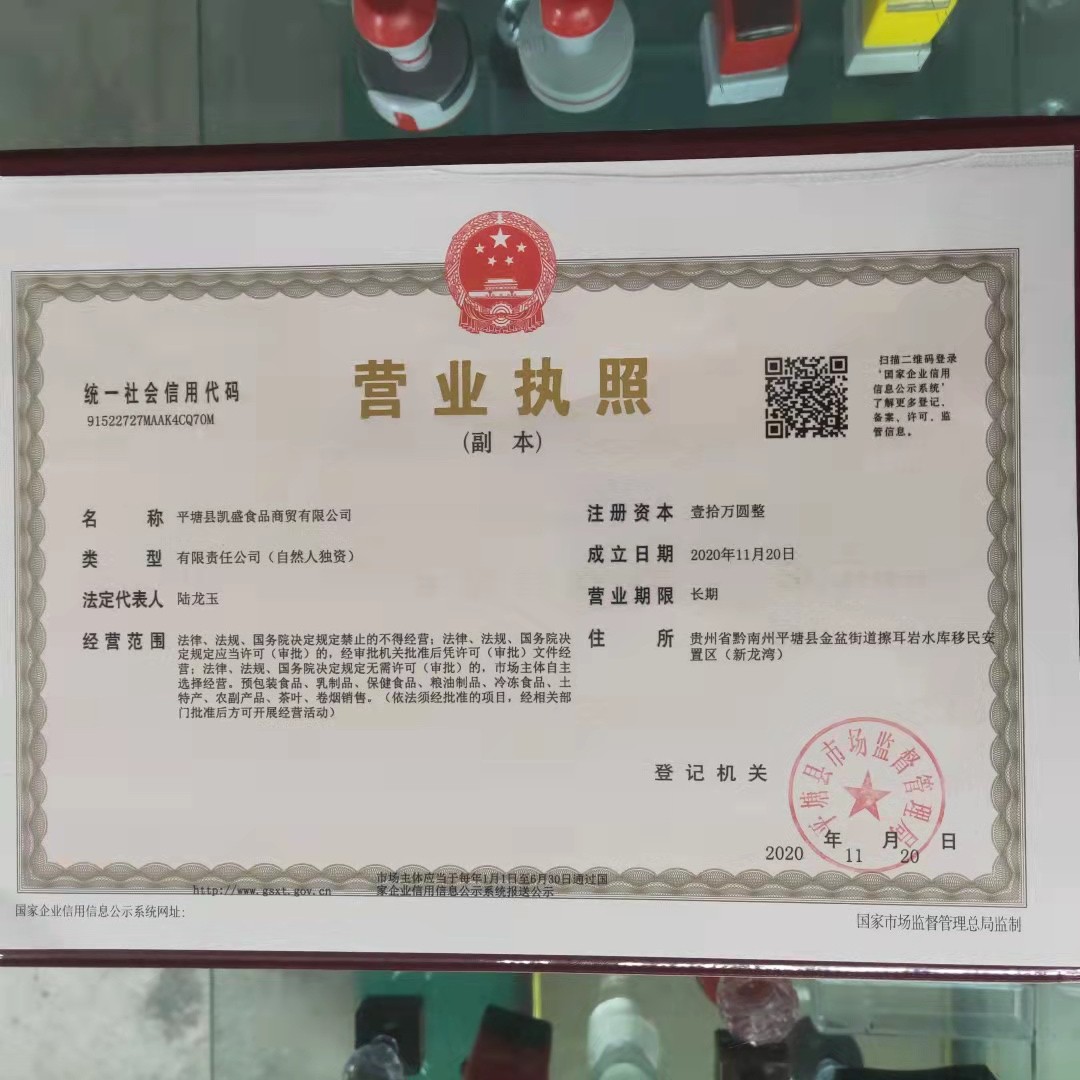 营业执照
(副本)
统一社会信用代码
91522727MAAK4CQ70M
扫描二维码登录
‘国家企业信用
信息公示系统’
了解更多登记、
备案、许可、监
管信息。
名称 平塘县凯盛食品商贸有限公司
类型 有限责任公司（自然人独资）
法定代表人 陆龙玉
经营范围 法律、法规、国务院决定规定禁止的不得经营；法律、法规、国务院决
定规定应当许可（审批）的，经审批机关批准后凭许可（审批）文件经
营；法律、法规、国务院决定规定无需许可（审批）的，市场主体自主
选择经营。预包装食品、乳制品、保健食品、粮油制品、冷冻食品、土
特产、农副产品、茶叶、卷烟销售。（依法须经批准的项目，经相关部
门批准后方可开展经营活动）
注册资本 壹拾万圆整
成立日期 2020年11月20日
营业期限 长期
住所 贵州省黔南州平塘县金盆街道擦耳岩水库移民安
置区（新龙湾）
登记机关
平塘县市场监督管理局
2020 年 11 月 20 日
http://www.gsxt.gov.cn
市场主体应当于每年1月1日至6月30日通过国
家企业信用信息公示系统报送公示
国家企业信用信息公示系统网址:
国家市场监督管理总局监制